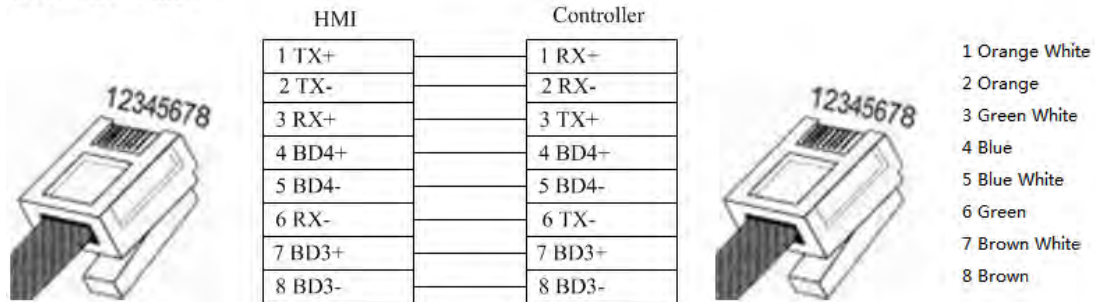 HMI Controller
1 TX+ 1 RX+
2 TX- 2 RX-
3 RX+ 3 TX+
4 BD4+ 4 BD4+
5 BD4- 5 BD4-
6 RX- 6 TX-
7 BD3+ 7 BD3+
8 BD3- 8 BD3-
12345678
12345678
1 Orange White
2 Orange
3 Green White
4 Blue
5 Blue White
6 Green
7 Brown White
8 Brown